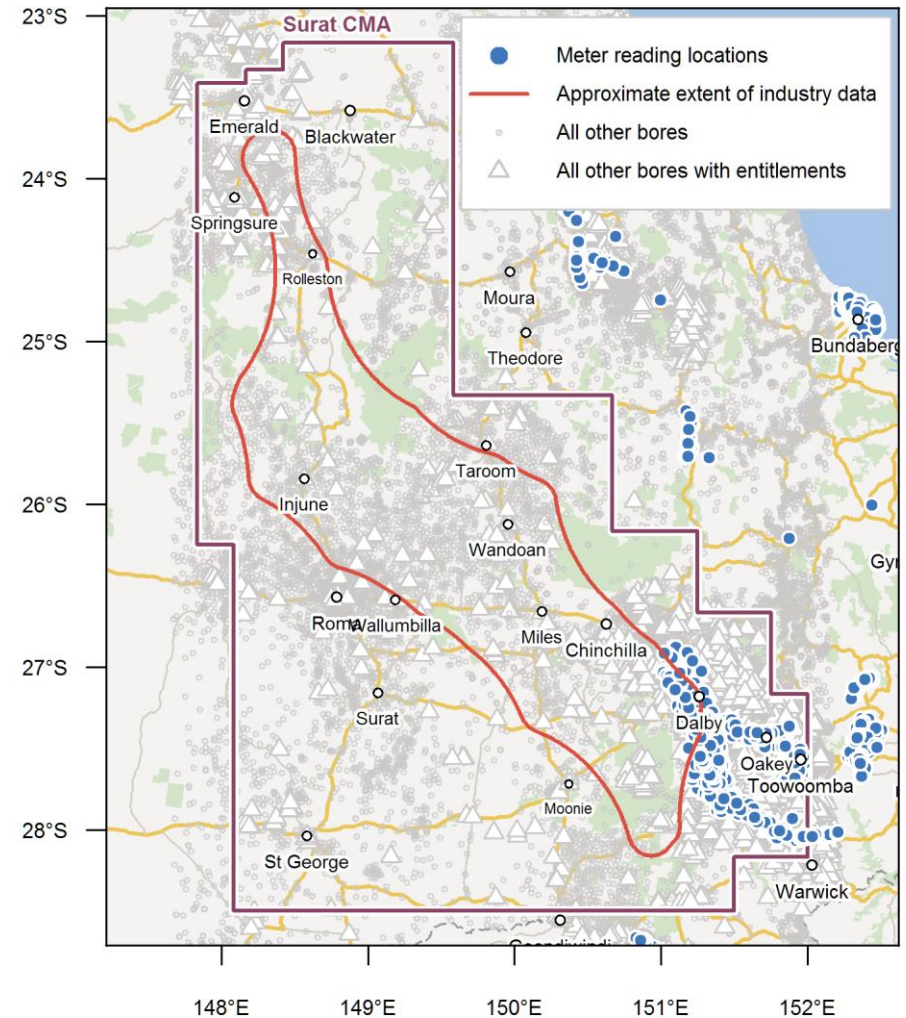 Surat CMA
Meter reading locations
Approximate extent of industry data
All other bores
All other bores with entitlements
23°S
24°S
25°S
26°S
27°S
28°S
Emerald
Blackwater
Springsure
Rolleston
Moura
Theodore
Bundaberg
Taroom
Injune
Wandoan
Gy
Roma
Wallumbilla
Miles
Chinchilla
Surat
Dalby
Oakey
Toowoomba
Moonie
St George
Warwick
148°E
149°E
150°E
151°E
152°E